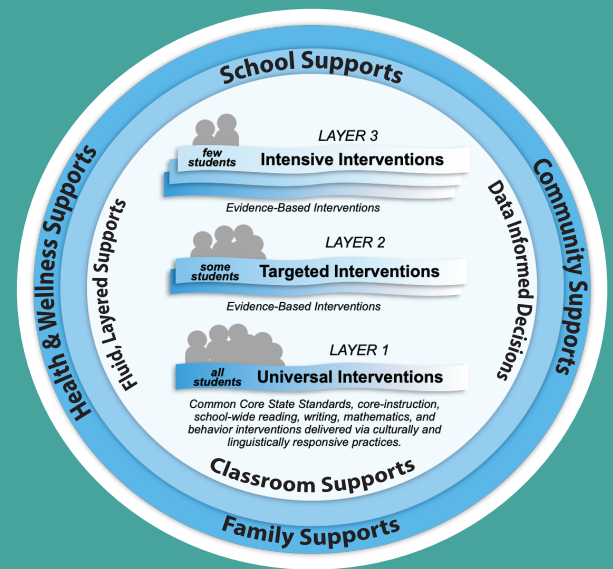 School Supports
Health & Wellness Supports
Community Supports
Fluid, Layered Supports
Data Informed Decisions
LAYER 3
few
students
Intensive Interventions
Evidence-Based Interventions
LAYER 2
some
students
Targeted Interventions
Evidence-Based Interventions
LAYER 1
all
students
Universal Interventions
Common Core State Standards, core-instruction,
school-wide reading, writing, mathematics, and
behavior interventions delivered via culturally and
linguistically responsive practices.
Classroom Supports
Family Supports